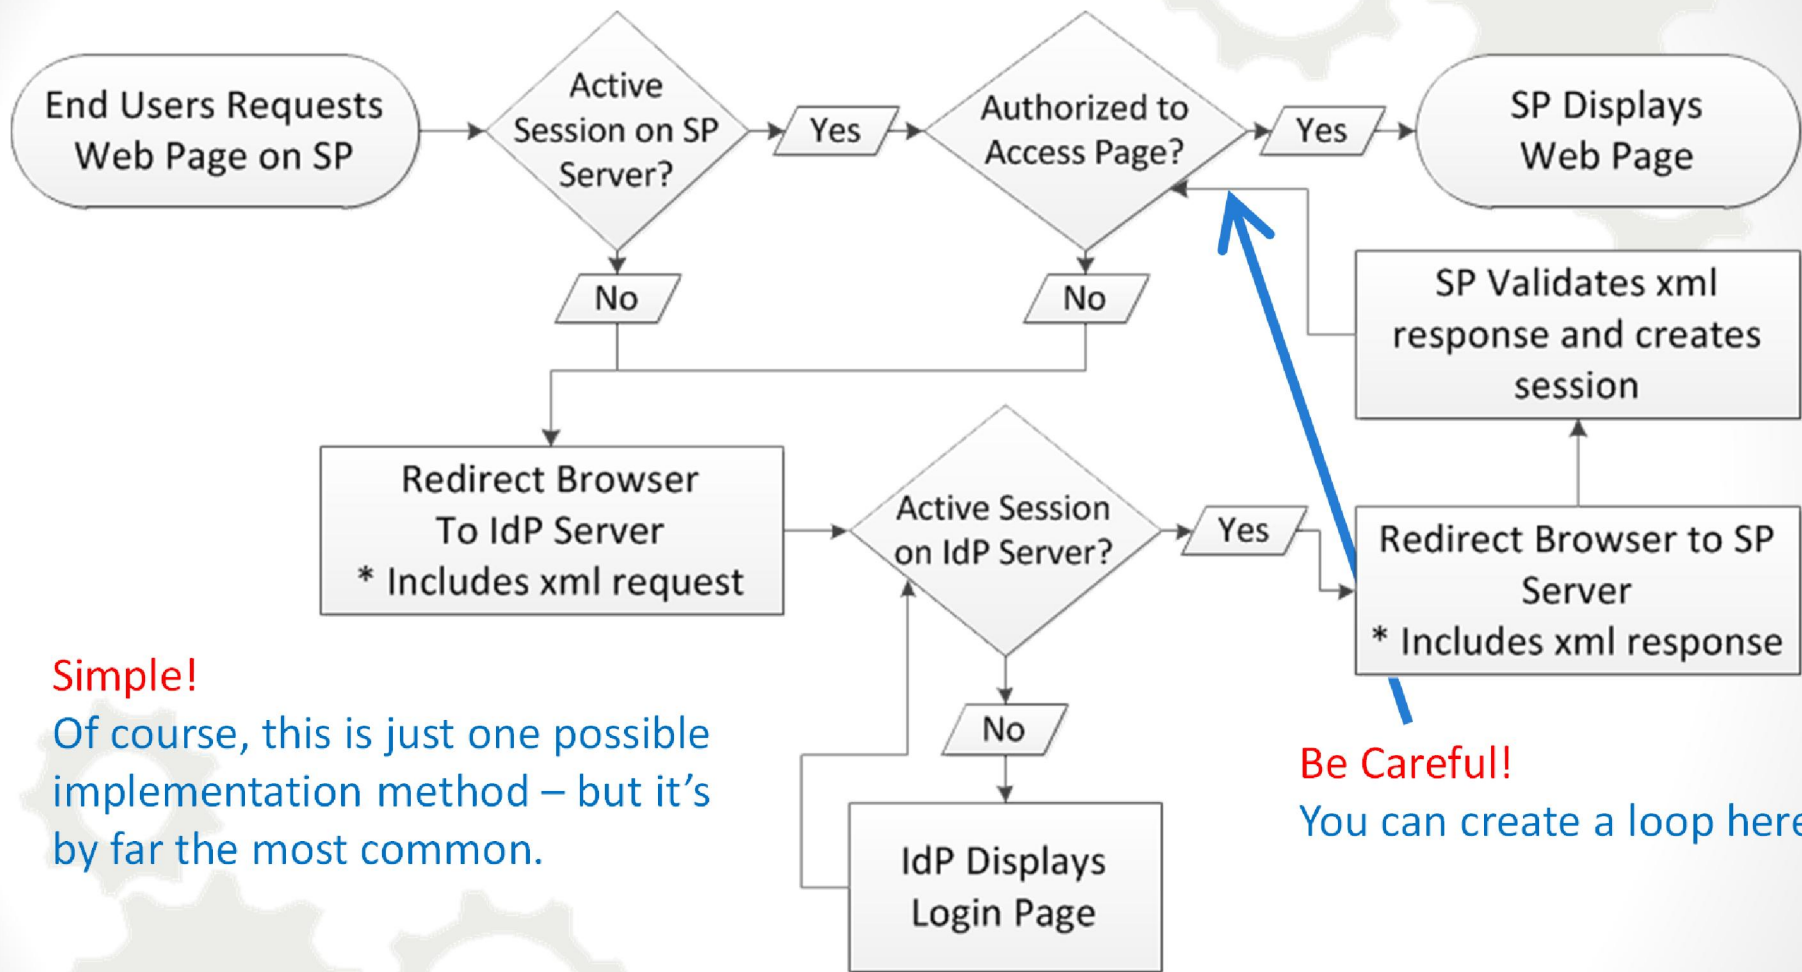 End Users Requests
Web Page on SP
Active
Session on SP
Server?
Yes
Authorized to
Access Page?
Yes
SP Displays
Web Page
No
No
SP Validates xml
response and creates
session
Redirect Browser
To IdP Server
* Includes xml request
Active Session
on IdP Server?
Yes
Redirect Browser to SP
Server
* Includes xml response
Simple!
Of course, this is just one possible
implementation method – but it's
by far the most common.
No
IdP Displays
Login Page
Be Careful!
You can create a loop here